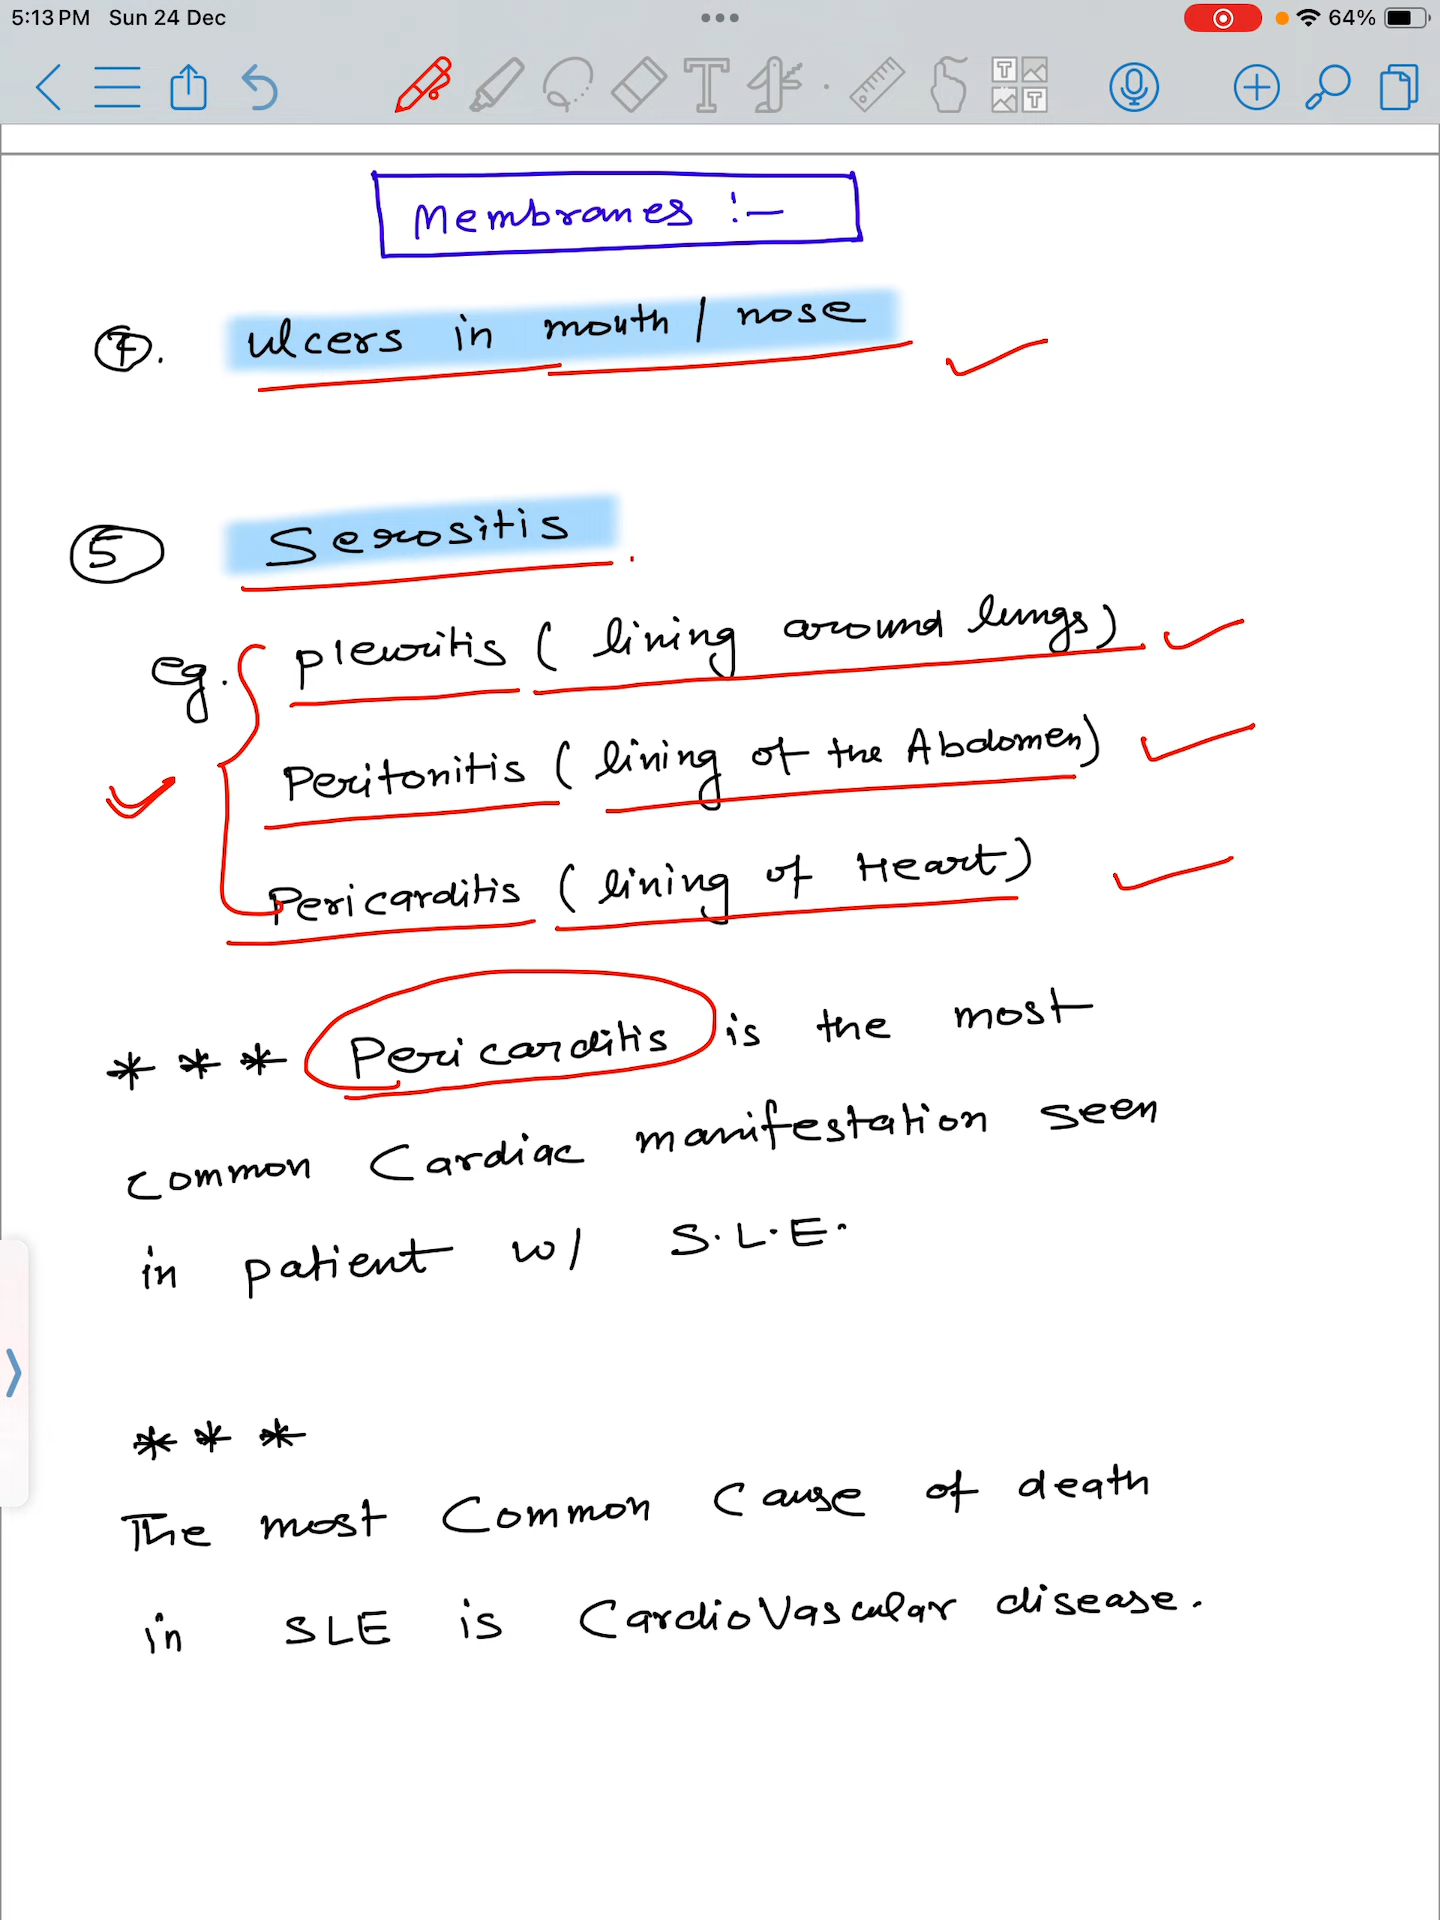 5:13 PM Sun 24 Dec
64%
Membranes :-
4. ulcers in mouth / nose
5 Serositis
eg. pleuritis ( lining around lungs)
Peritonitis ( lining of the Abdomen)
Pericarditis ( lining of Heart)
*** Pericarditis is the most
common Cardiac manifestation seen
in patient w/ S.L.E.
***
The most Common Cause of death
in SLE is CardioVascular disease.